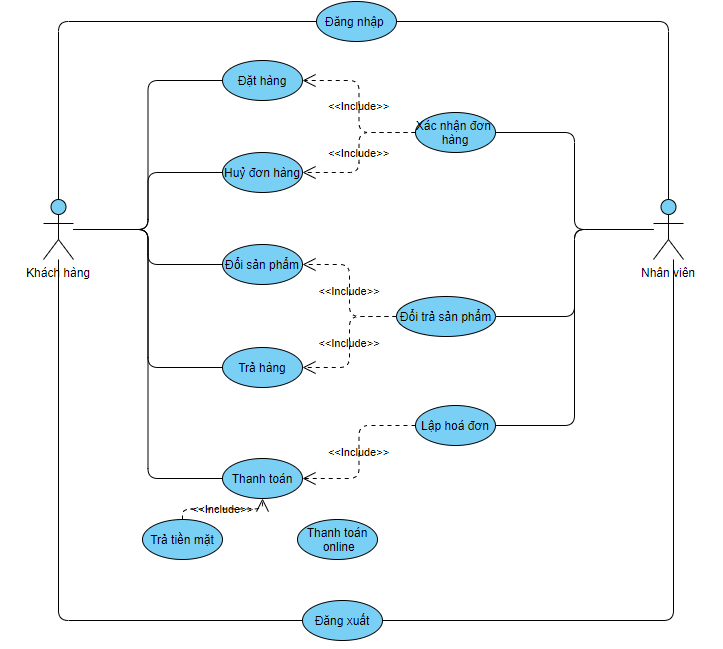 Đăng nhập
Đặt hàng
<<Include>>
Xác nhận đơn
hàng
<<Include>>
Huỷ đơn hàng
Khách hàng
Nhân viên
Đổi sản phẩm
<<Include>>
Đổi trả sản phẩm
<<Include>>
Trả hàng
Lập hoá đơn
<<Include>>
Thanh toán
<<Include>>
Trả tiền mặt
Thanh toán
online
Đăng xuất